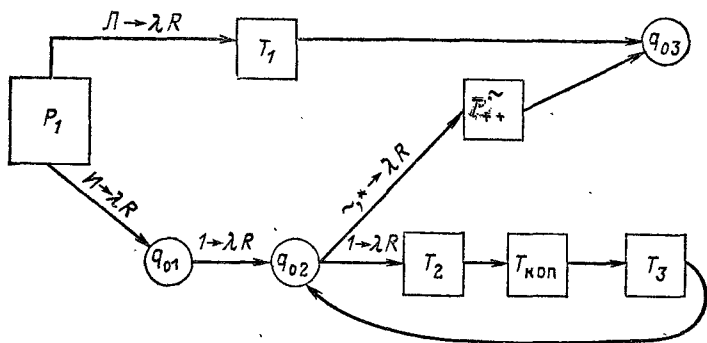 Л→λR
T₁
q₀₃
P₁
~,*→λR
И→λR
q₀₁
1→λR
q₀₂
1→λR
T₂
Tкоп
T₃